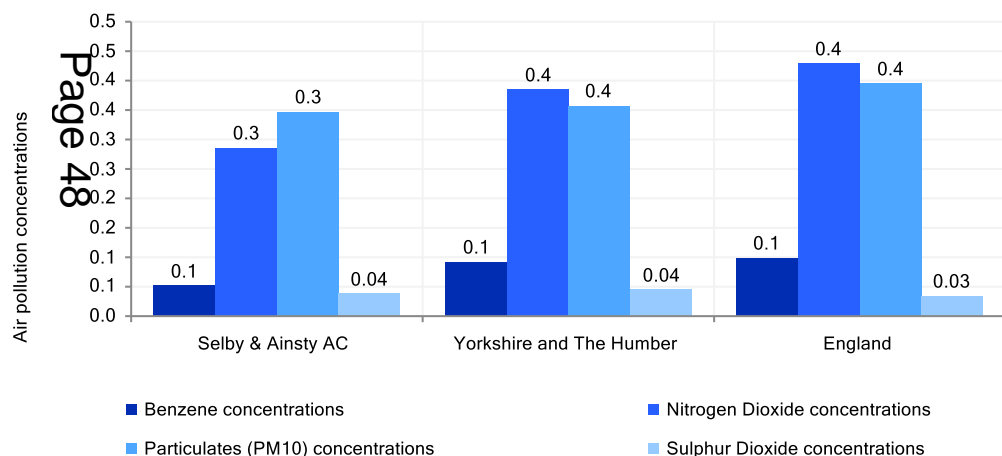 Page 48
Air pollution concentrations
0.5
0.5
0.4
0.4
0.3
0.3
0.2
0.2
0.1
0.1
0.0
0.1
0.3
0.3
0.04
0.1
0.4
0.4
0.04
0.1
0.4
0.4
0.03
Selby & Ainsty AC
Yorkshire and The Humber
England
Benzene concentrations
Nitrogen Dioxide concentrations
Particulates (PM10) concentrations
Sulphur Dioxide concentrations